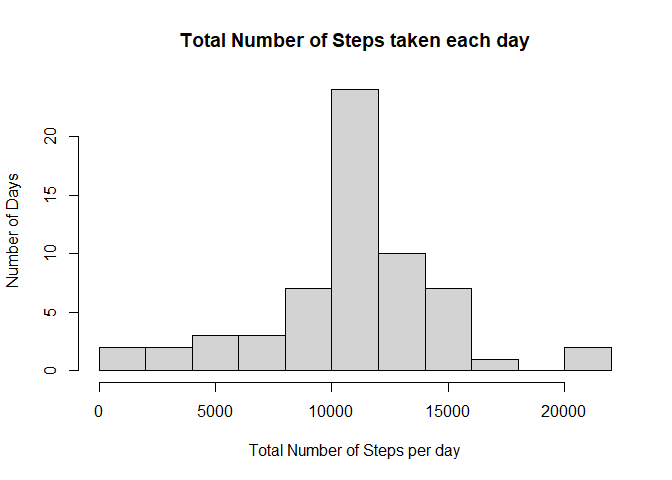 Total Number of Steps taken each day
Number of Days
20
15
10
5
0
0 5000 10000 15000 20000
Total Number of Steps per day